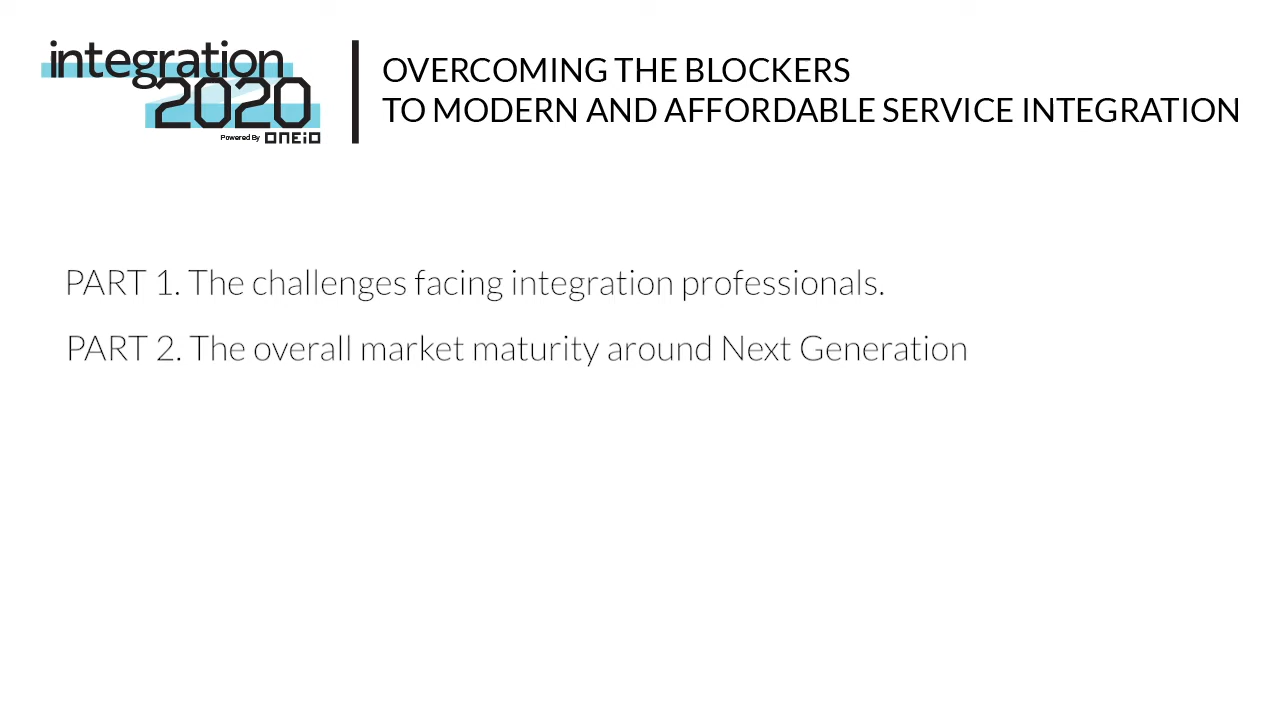 integration
2020
Powered By ONEiO
OVERCOMING THE BLOCKERS
TO MODERN AND AFFORDABLE SERVICE INTEGRATION
PART 1. The challenges facing integration professionals.
PART 2. The overall market maturity around Next Generation